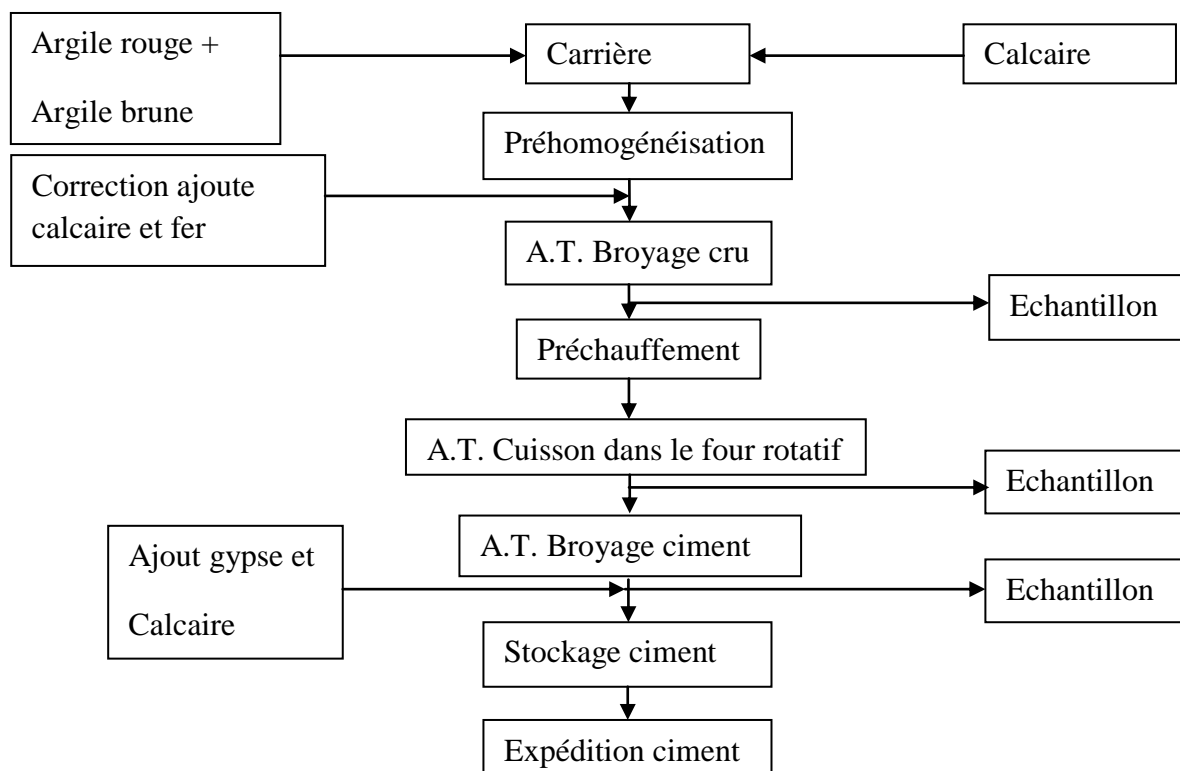 Argile rouge +
Argile brune
Carrière
Calcaire
Préhomogénéisation
Correction ajoute
calcaire et fer
A.T. Broyage cru
Echantillon
Préchauffement
A.T. Cuisson dans le four rotatif
Echantillon
A.T. Broyage ciment
Ajout gypse et
Calcaire
Echantillon
Stockage ciment
Expédition ciment